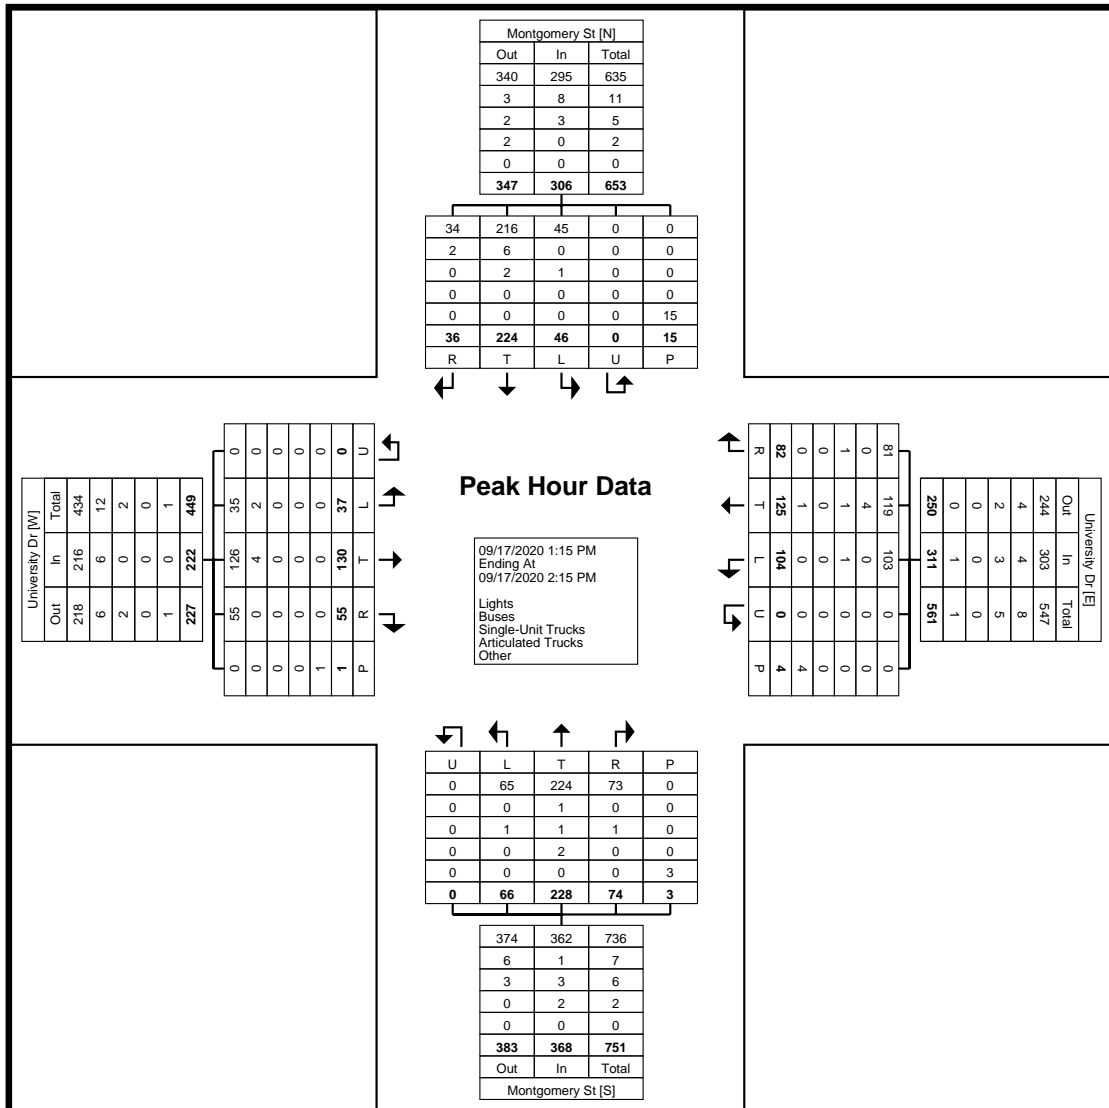 Montgomery St [N]
Out In Total
340 295 635
3 8 11
2 3 5
2 0 2
0 0 0
347 306 653
34 216 45 0 0
2 6 0 0 0
0 2 1 0 0
0 0 0 0 0
0 0 0 0 15
36 224 46 0 15
R T L U P
University Dr [W]
Total In Out
434 216 218
12 6 6
2 0 2
0 0 0
1 0 1
449 222 227
0 35 126 55 0
0 2 4 0 0
0 0 0 0 0
0 0 0 0 0
0 0 0 0 1
0 37 130 55 1
U L T R P
Peak Hour Data
09/17/2020 1:15 PM
Ending At
09/17/2020 2:15 PM
Lights
Buses
Single-Unit Trucks
Articulated Trucks
Other
R T L U P
82 125 104 0 4
0 1 0 0 4
0 0 0 0 0
1 1 1 0 0
0 4 0 0 0
81 119 103 0 0
University Dr [E]
Out In Total
244 303 547
4 4 8
2 3 5
0 0 0
0 1 1
250 311 561
U L T R P
0 65 224 73 0
0 0 1 0 0
0 1 1 1 0
0 0 2 0 0
0 0 0 0 3
0 66 228 74 3
374 362 736
6 1 7
3 3 6
0 2 2
0 0 0
383 368 751
Out In Total
Montgomery St [S]